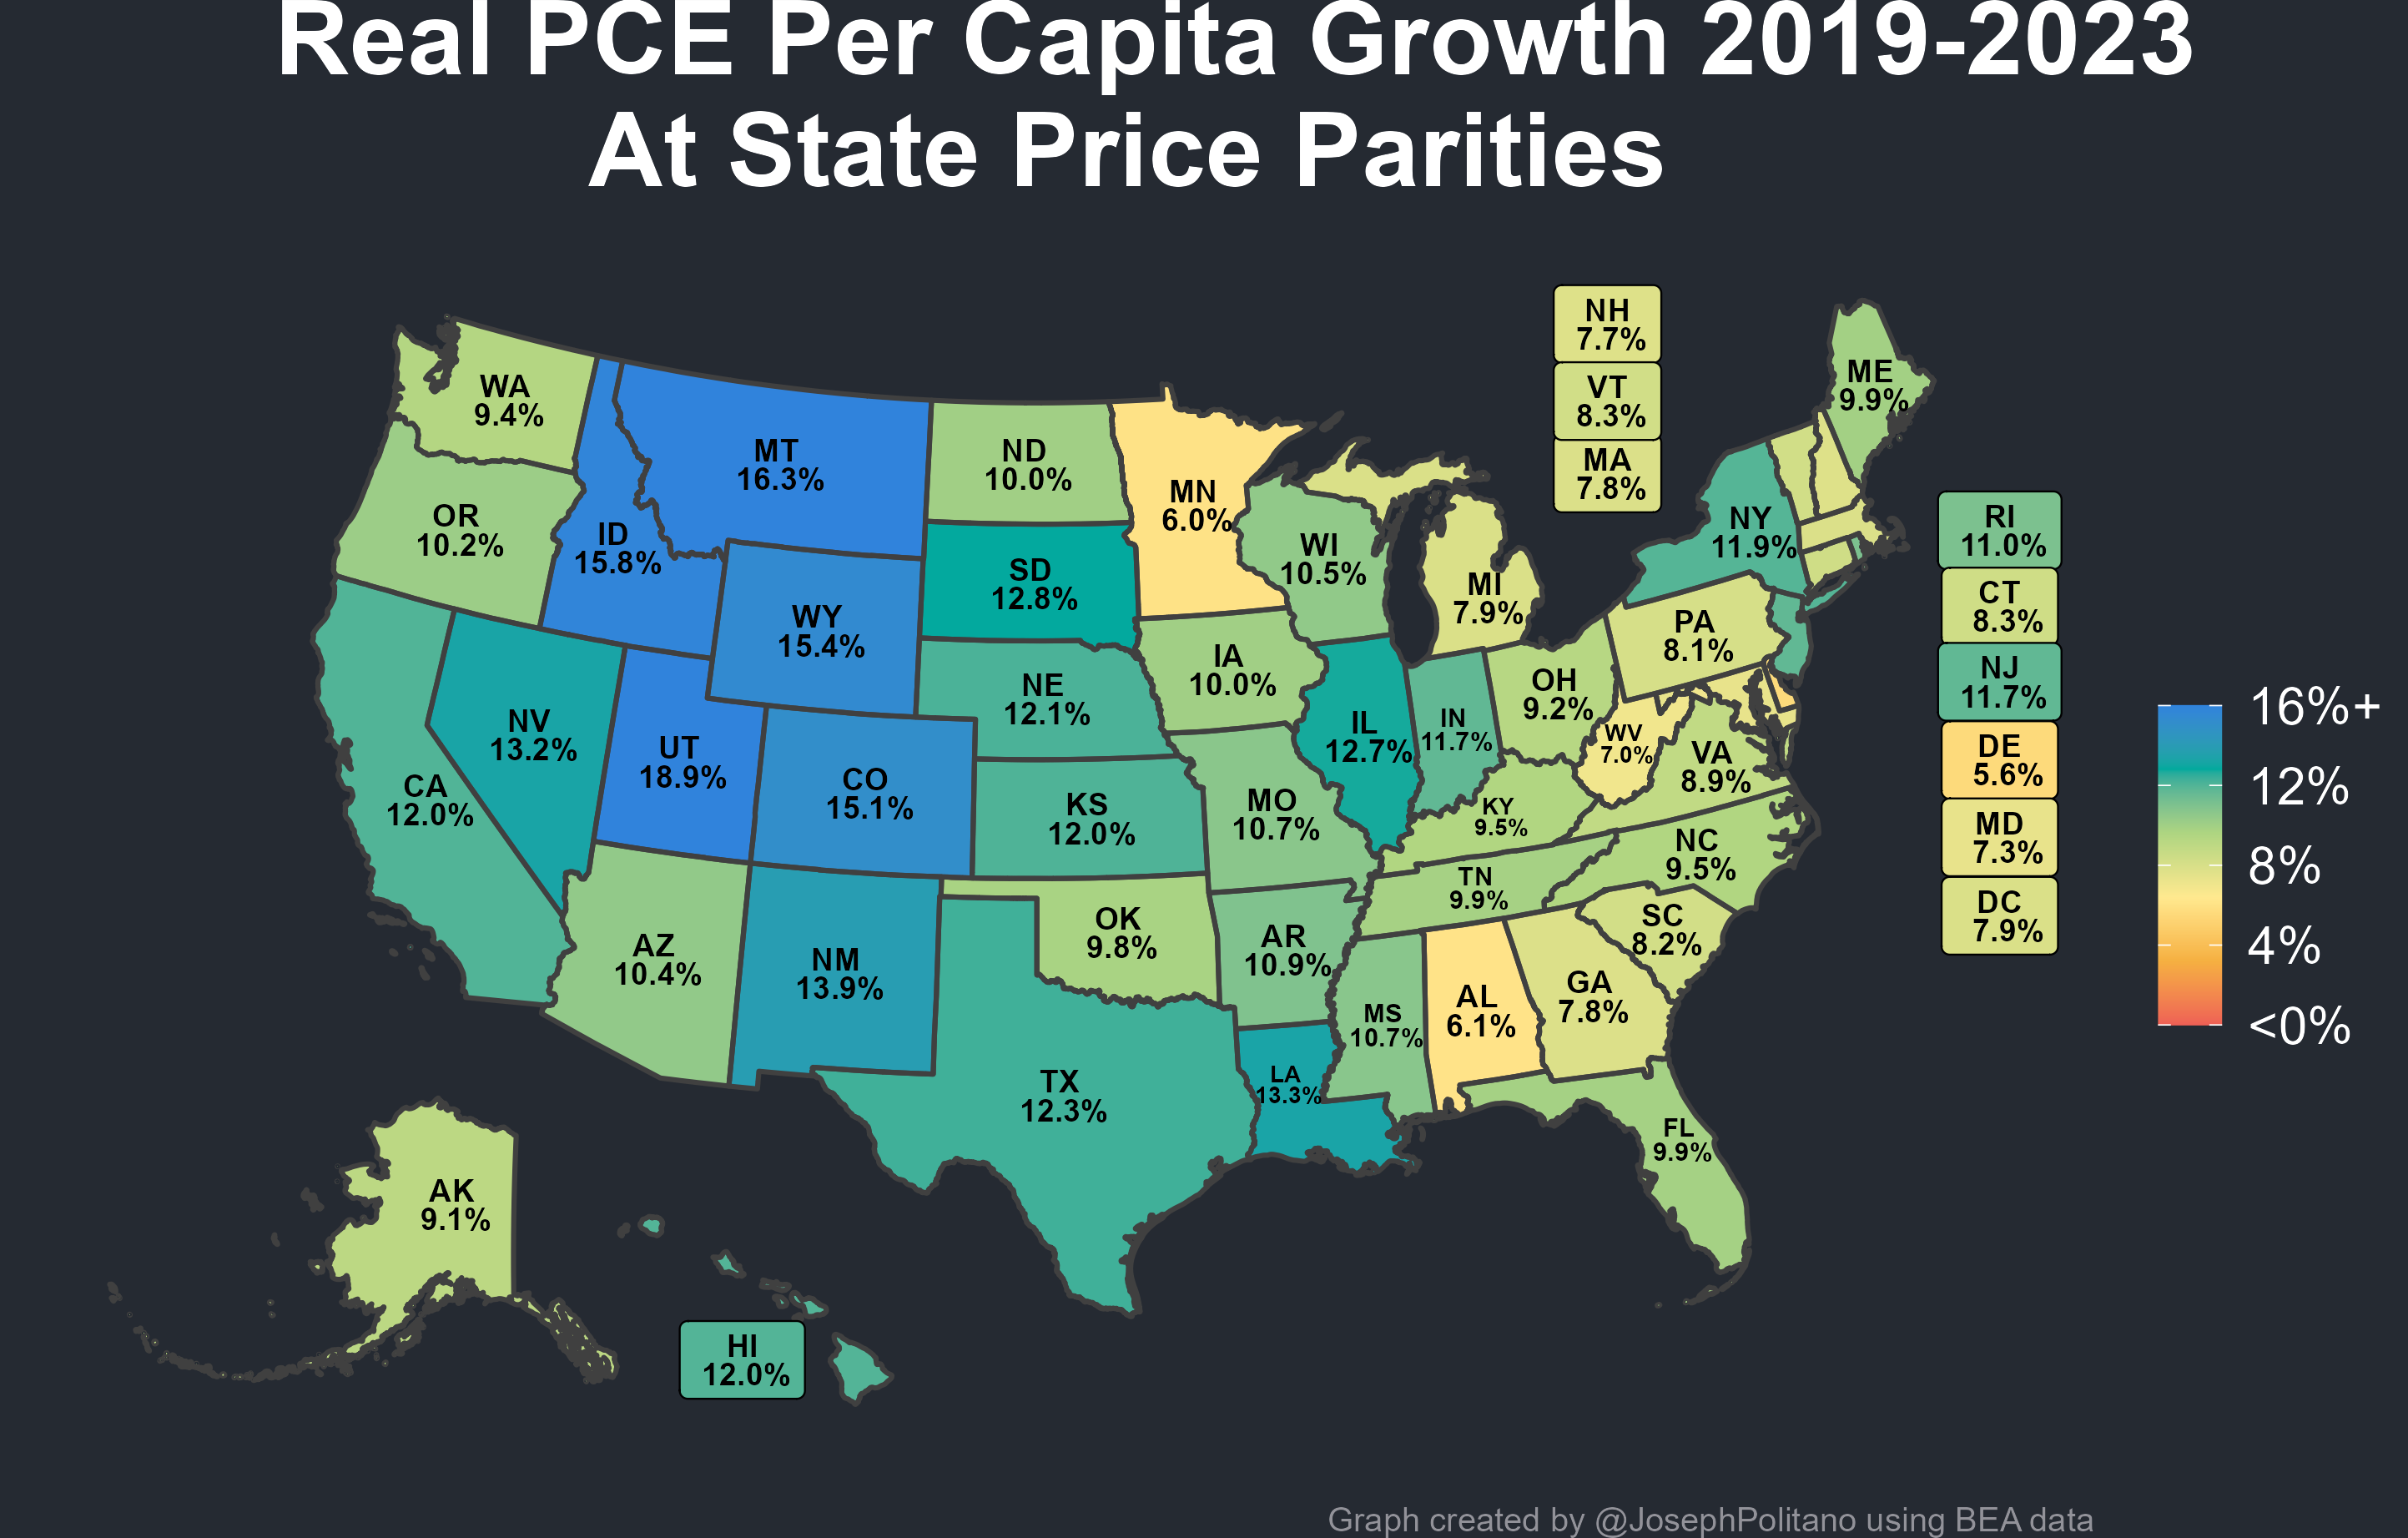 Real PCE Per Capita Growth 2019-2023
At State Price Parities
NH
7.7%
VT
8.3%
MA
7.8%
ME
9.9%
WA
9.4%
MT
16.3%
ND
10.0%
MN
6.0%
OR
10.2%
ID
15.8%
WI
10.5%
NY
11.9%
RI
11.0%
SD
12.8%
MI
7.9%
CT
8.3%
WY
15.4%
PA
8.1%
IA
10.0%
NJ
11.7%
NE
12.1%
OH
9.2%
NV
13.2%
UT
18.9%
IL
12.7%
IN
11.7%
WV
7.0%
VA
8.9%
DE
5.6%
16%+
CA
12.0%
CO
15.1%
KS
12.0%
MO
10.7%
KY
9.5%
NC
9.5%
MD
7.3%
12%
TN
9.9%
DC
7.9%
8%
AZ
10.4%
NM
13.9%
OK
9.8%
AR
10.9%
SC
8.2%
4%
MS
10.7%
AL
6.1%
GA
7.8%
<0%
TX
12.3%
LA
13.3%
FL
9.9%
AK
9.1%
HI
12.0%
Graph created by @JosephPolitano using BEA data